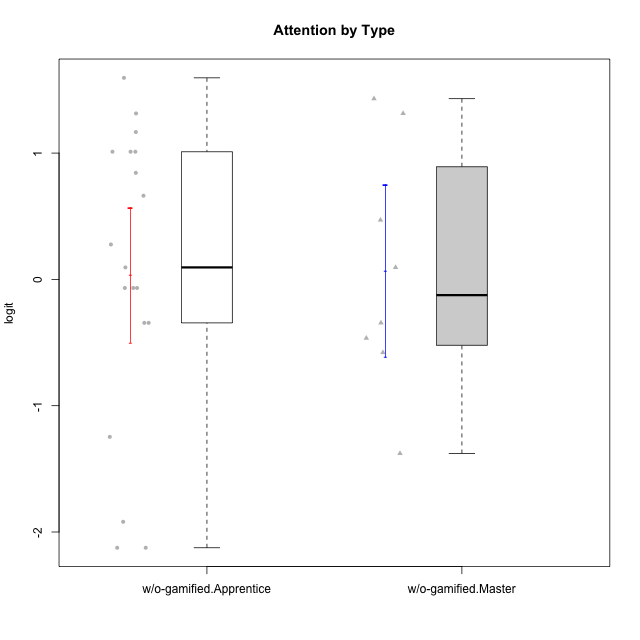 Attention by Type
logit
1
0
-1
-2
w/o-gamified.Apprentice
w/o-gamified.Master